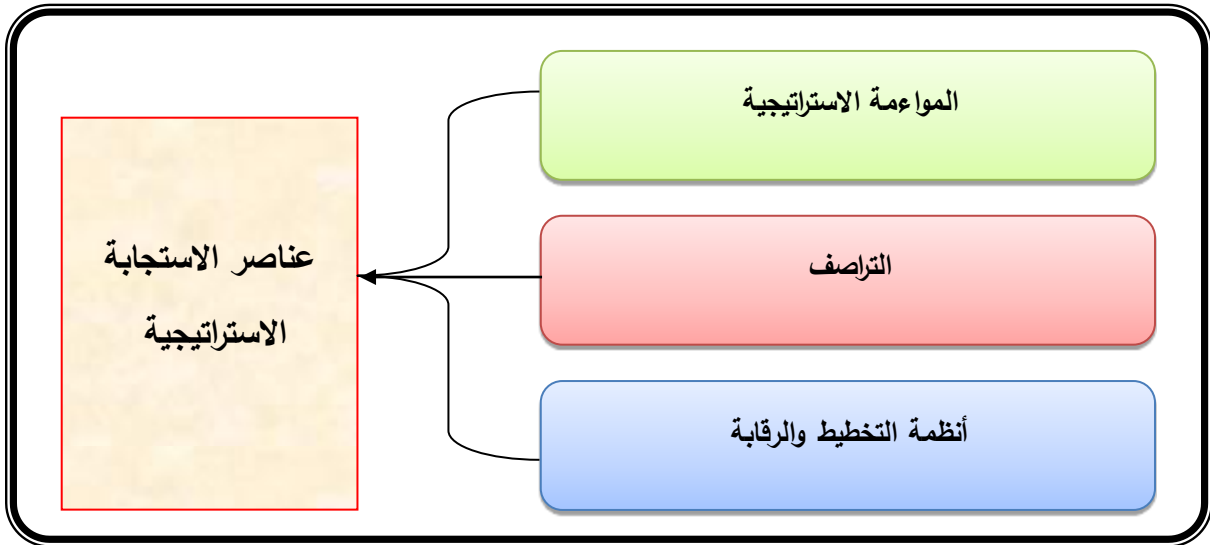 عناصر الاستجابة
الاستراتيجية
المواءمة الاستراتيجية
التراصف
أنظمة التخطيط والرقابة